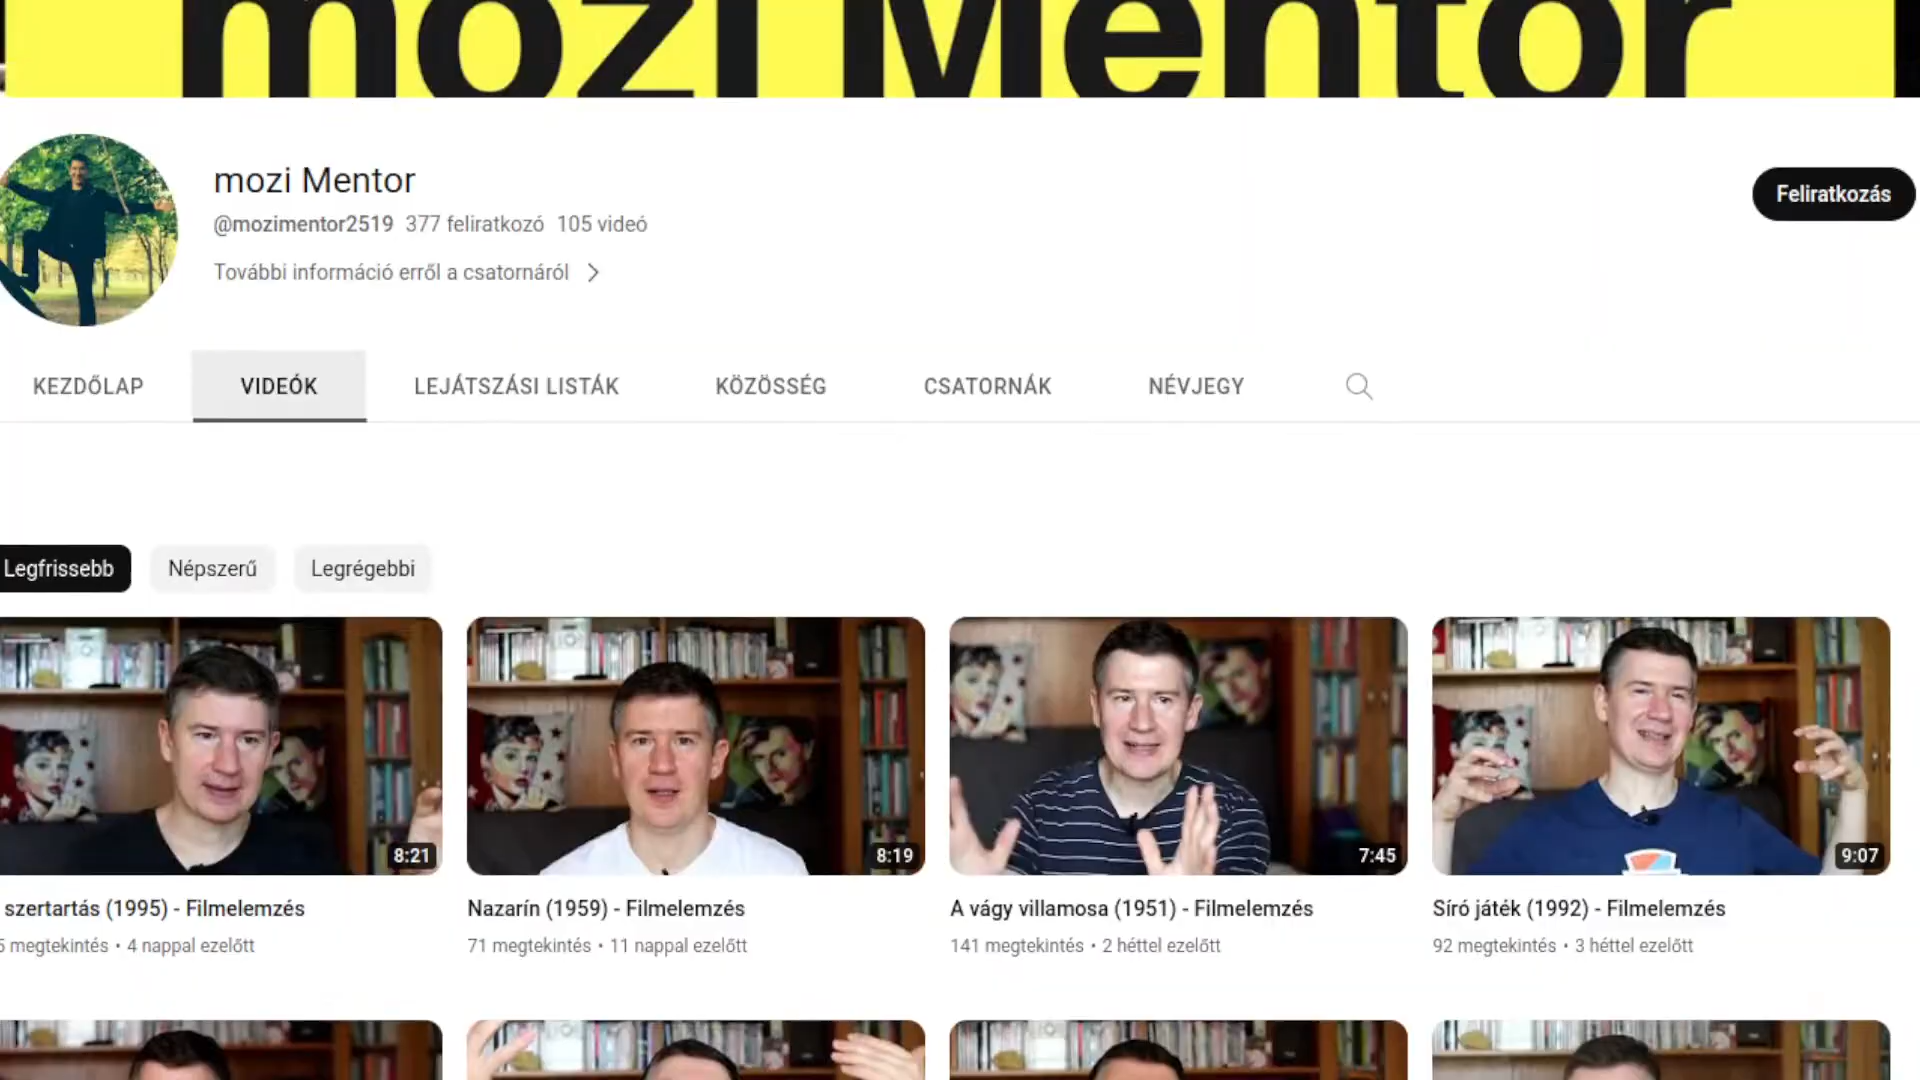 mozi Mentor
mozi Mentor
@mozimentor2519 377 feliratkozó 105 videó
További információ erről a csatornáról
Feliratkozás
KEZDŐLAP VIDEÓK LEJÁTSZÁSI LISTÁK KÖZÖSSÉG CSATORNÁK NÉVJEGY
Legfrissebb Népszerű Legrégebbi
8:21 8:19 7:45 9:07
szertartás (1995) - Filmelemzés
Nazarín (1959) - Filmelemzés
A vágy villamosa (1951) - Filmelemzés
Síró játék (1992) - Filmelemzés
megtekintés • 4 nappal ezelőtt
71 megtekintés • 11 nappal ezelőtt
141 megtekintés • 2 héttel ezelőtt
92 megtekintés • 3 héttel ezelőtt